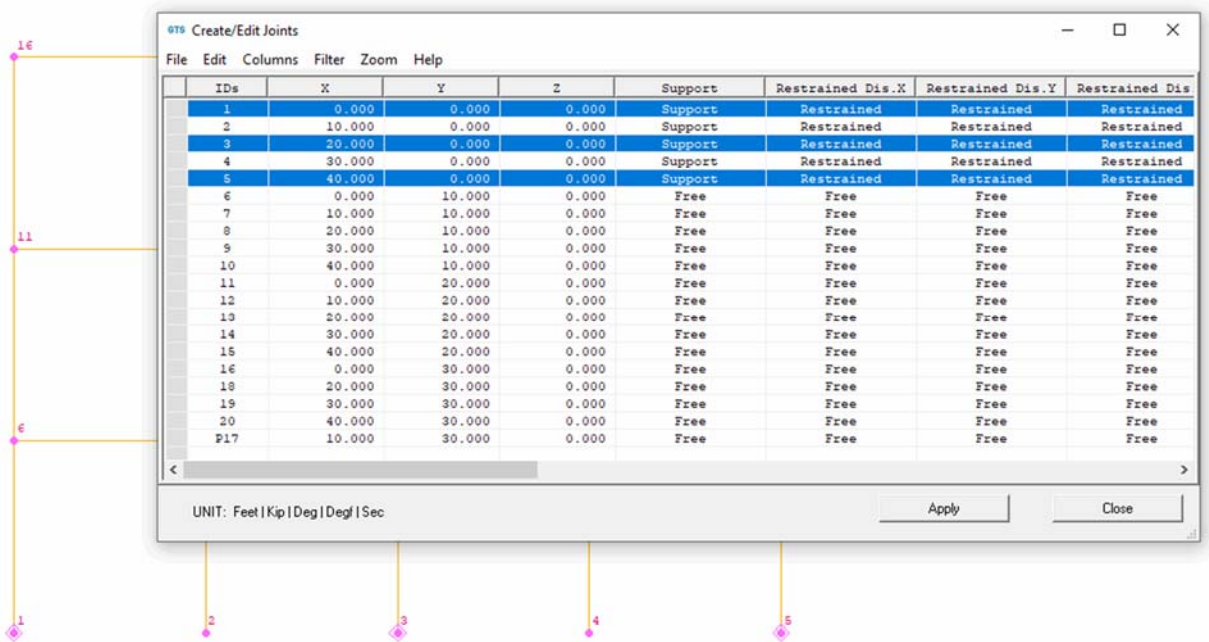 GTS Create/Edit Joints
File Edit Columns Filter Zoom Help
IDs X Y Z Support Restrained Dis.X Restrained Dis.Y Restrained Dis
1 0.000 0.000 0.000 Support Restrained Restrained Restrained
2 10.000 0.000 0.000 Support Restrained Restrained Restrained
3 20.000 0.000 0.000 Support Restrained Restrained Restrained
4 30.000 0.000 0.000 Support Restrained Restrained Restrained
5 40.000 0.000 0.000 Support Restrained Restrained Restrained
6 0.000 10.000 0.000 Free Free Free Free
7 10.000 10.000 0.000 Free Free Free Free
8 20.000 10.000 0.000 Free Free Free Free
9 30.000 10.000 0.000 Free Free Free Free
10 40.000 10.000 0.000 Free Free Free Free
11 0.000 20.000 0.000 Free Free Free Free
12 10.000 20.000 0.000 Free Free Free Free
13 20.000 20.000 0.000 Free Free Free Free
14 30.000 20.000 0.000 Free Free Free Free
15 40.000 20.000 0.000 Free Free Free Free
16 0.000 30.000 0.000 Free Free Free Free
18 20.000 30.000 0.000 Free Free Free Free
19 30.000 30.000 0.000 Free Free Free Free
20 40.000 30.000 0.000 Free Free Free Free
P17 10.000 30.000 0.000 Free Free Free Free
UNIT: Feet | Kip | Deg | Degf | Sec
Apply
Close
16
11
6
1 2 3 4 5